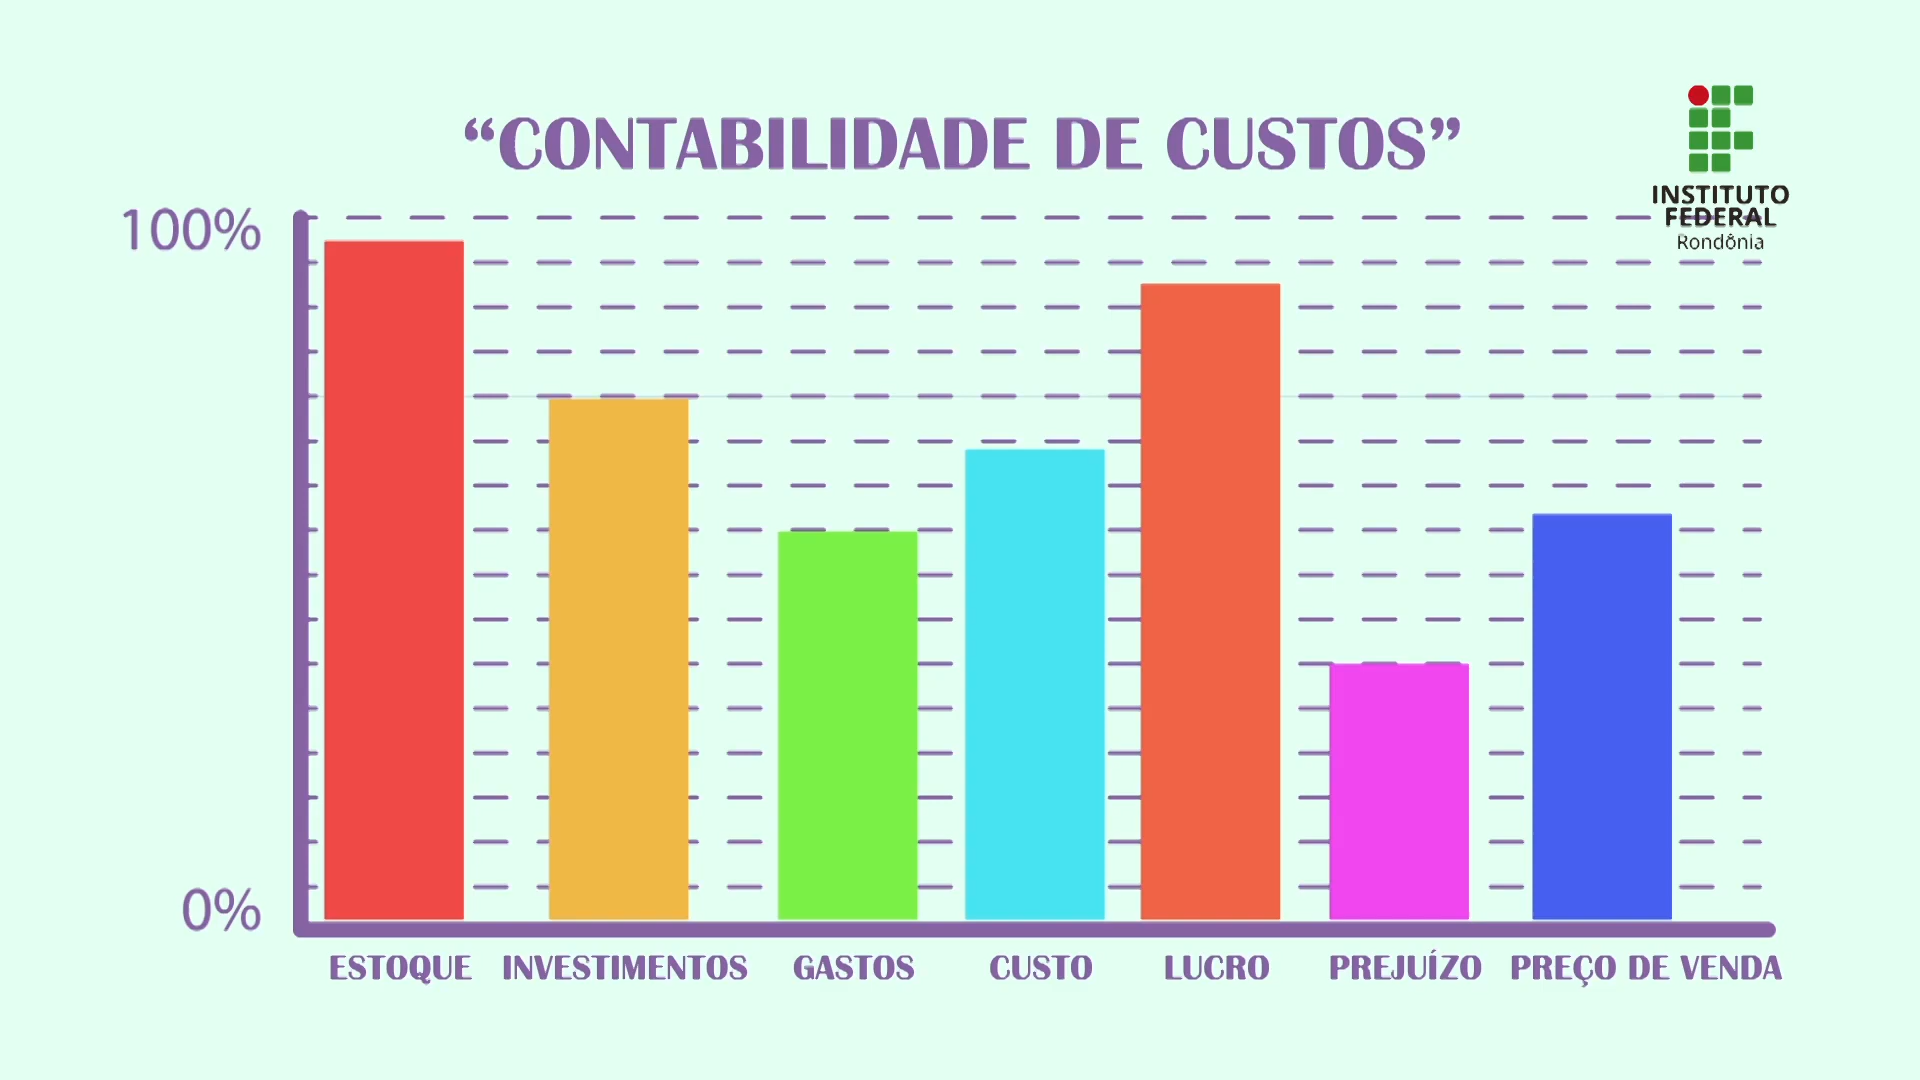 “CONTABILIDADE DE CUSTOS”
INSTITUTO
FEDERAL
Rondônia
100%
0%
ESTOQUE INVESTIMENTOS GASTOS CUSTO LUCRO PREJUÍZO PREÇO DE VENDA